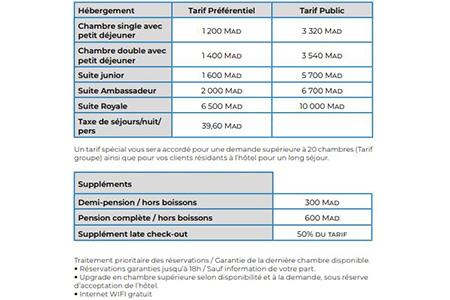 Hébergement Tarif Préférentiel Tarif Public
Chambre single avec petit déjeuner 1 200 MAD 3 320 MAD
Chambre double avec petit déjeuner 1 400 MAD 3 540 MAD
Suite junior 1 600 MAD 5 700 MAD
Suite Ambassadeur 2 000 MAD 6 700 MAD
Suite Royale 6 500 MAD 10 000 MAD
Taxe de séjours/nuit/ pers 39,60 MAD
Un tarif spécial vous sera accordé pour une demande supérieure à 20 chambres (Tarif
groupe) ainsi que pour vos clients résidants à l'hôtel pour un long séjour.
Suppléments
Demi-pension / hors boissons 300 MAD
Pension complète / hors boissons 600 MAD
Supplément late check-out 50% DU TARIF
Traitement prioritaire des réservations / Garantie de la dernière chambre disponible.
• Réservations garanties jusqu'à 18h / Sauf information de votre part.
• Upgrade en chambre supérieure selon disponibilité et à la demande, sous réserve
d'acceptation de l'hôtel.
• Internet WIFI gratuit